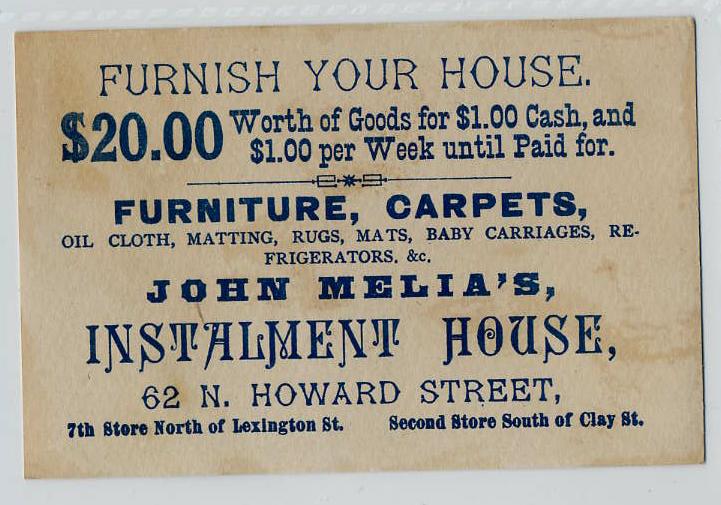 FURNISH YOUR HOUSE.
$20.00 Worth of Goods for $1.00 Cash, and
$1.00 per Week until Paid for.
FURNITURE, CARPETS,
OIL CLOTH, MATTING, RUGS, MATS, BABY CARRIAGES, RE-
FRIGERATORS. &c.
JOHN MELIA'S,
INSTALMENT HOUSE,
62 N. HOWARD STREET,
7th Store North of Lexington St. Second Store South of Clay St.